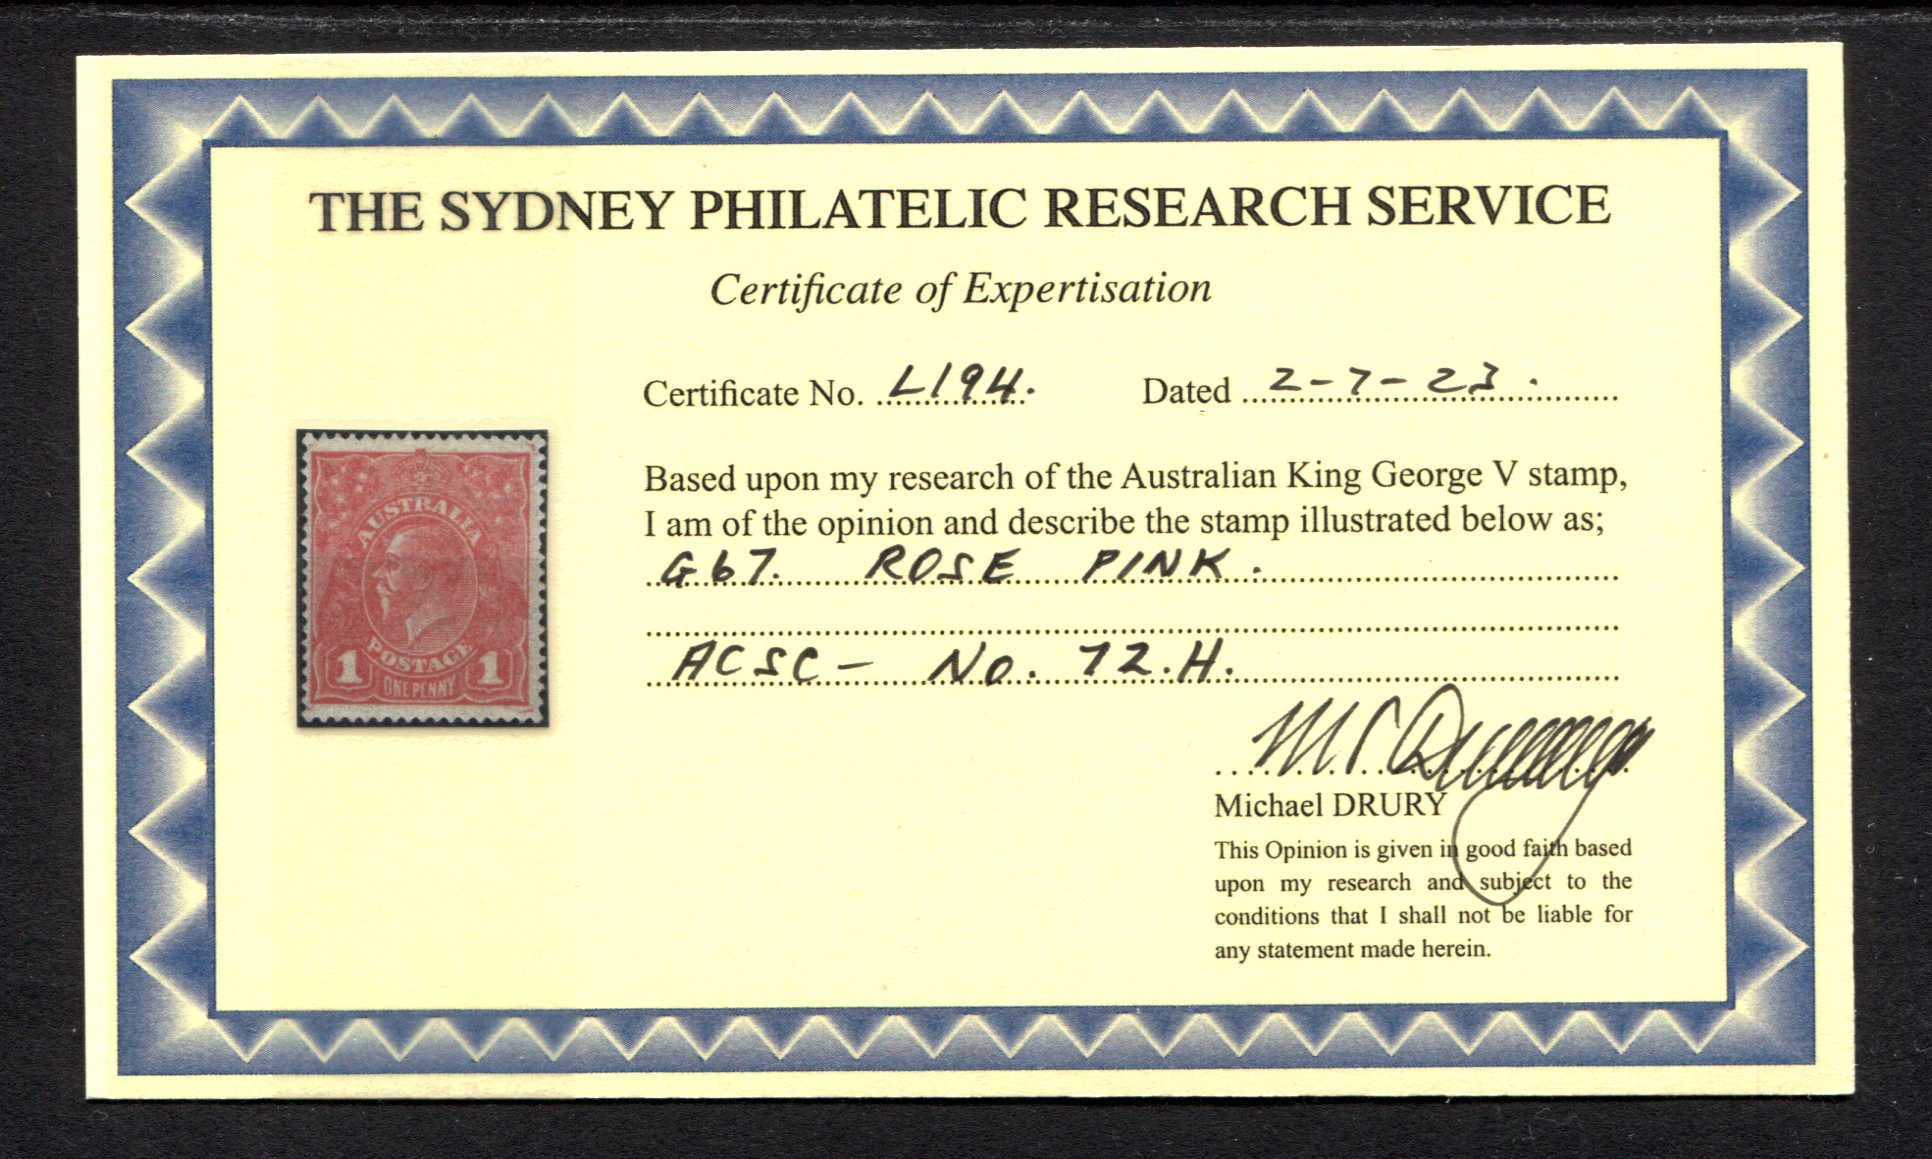 THE SYDNEY PHILATELIC RESEARCH SERVICE
Certificate of Expertisation
Certificate No. L194. Dated 2-7-23.
Based upon my research of the Australian King George V stamp,
I am of the opinion and describe the stamp illustrated below as;
G67. ROSE PINK.
ACSC - No. 72.H.
AUSTRALIA
POSTAGE
1 1
ONE PENNY
Michael DRURY
This Opinion is given in good faith based
upon my research and subject to the
conditions that I shall not be liable for
any statement made herein.